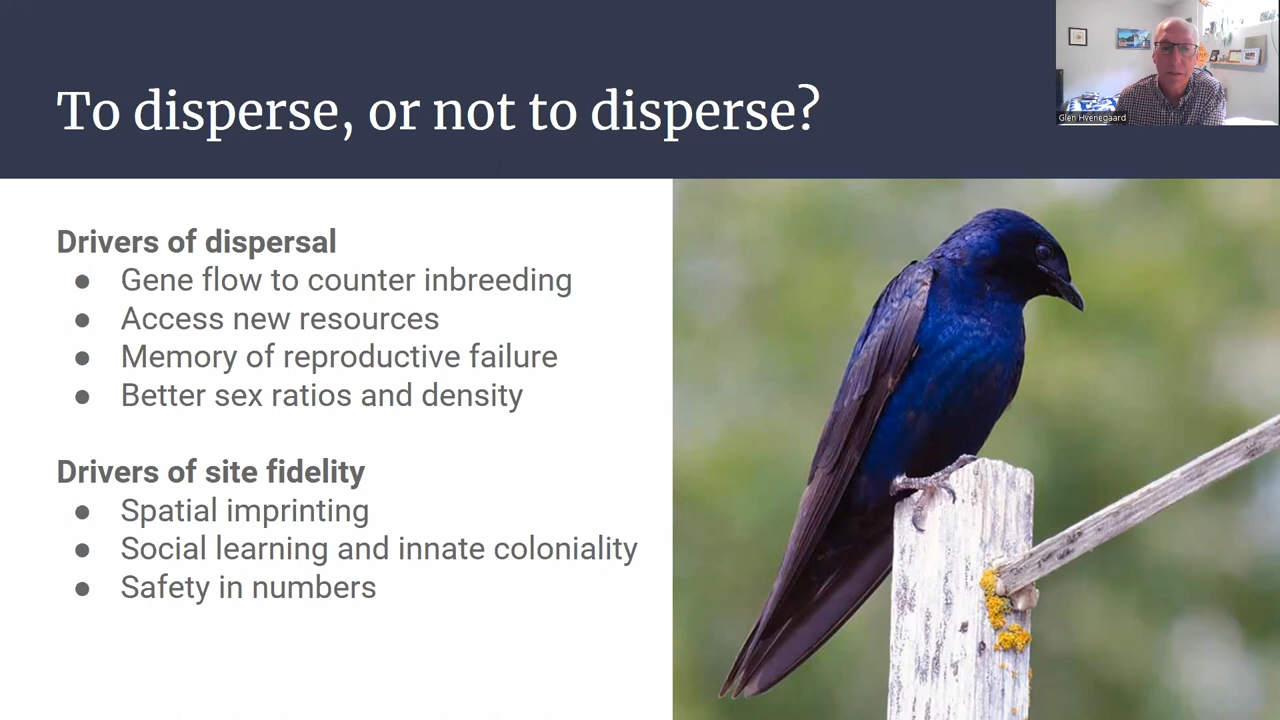 To disperse, or not to disperse?
Glen Hvenegaard
Drivers of dispersal
● Gene flow to counter inbreeding
● Access new resources
● Memory of reproductive failure
● Better sex ratios and density
Drivers of site fidelity
● Spatial imprinting
● Social learning and innate coloniality
● Safety in numbers